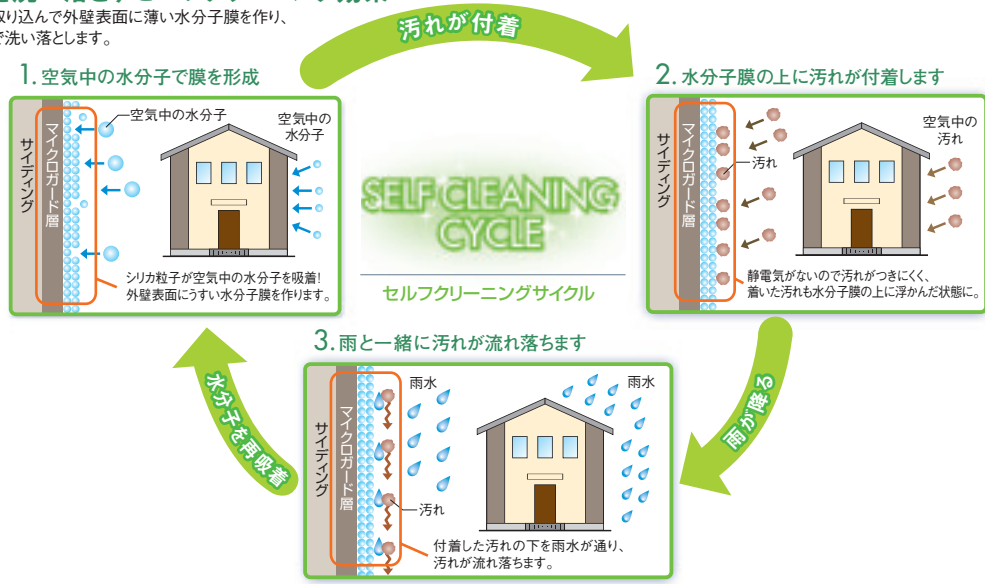 取り込んで外壁表面に薄い水分子膜を作り、
で洗い落とします。
汚れが付着
1. 空気中の水分子で膜を形成
空気中の水分子
空気中の
水分子
サイディング
マイクロガード層
シリカ粒子が空気中の水分子を吸着!
外壁表面にうすい水分子膜を作ります。
SELF CLEANING
CYCLE
セルフクリーニングサイクル
2. 水分子膜の上に汚れが付着します
空気中の
汚れ
汚れ
サイディング
マイクロガード層
静電気がないので汚れがつきにくく、
着いた汚れも水分子膜の上に浮かんだ状態に。
雨が降る
3. 雨と一緒に汚れが流れ落ちます
雨水
雨水
サイディング
マイクロガード層
汚れ
付着した汚れの下を雨水が通り、
汚れが流れ落ちます。
水分子を再吸着